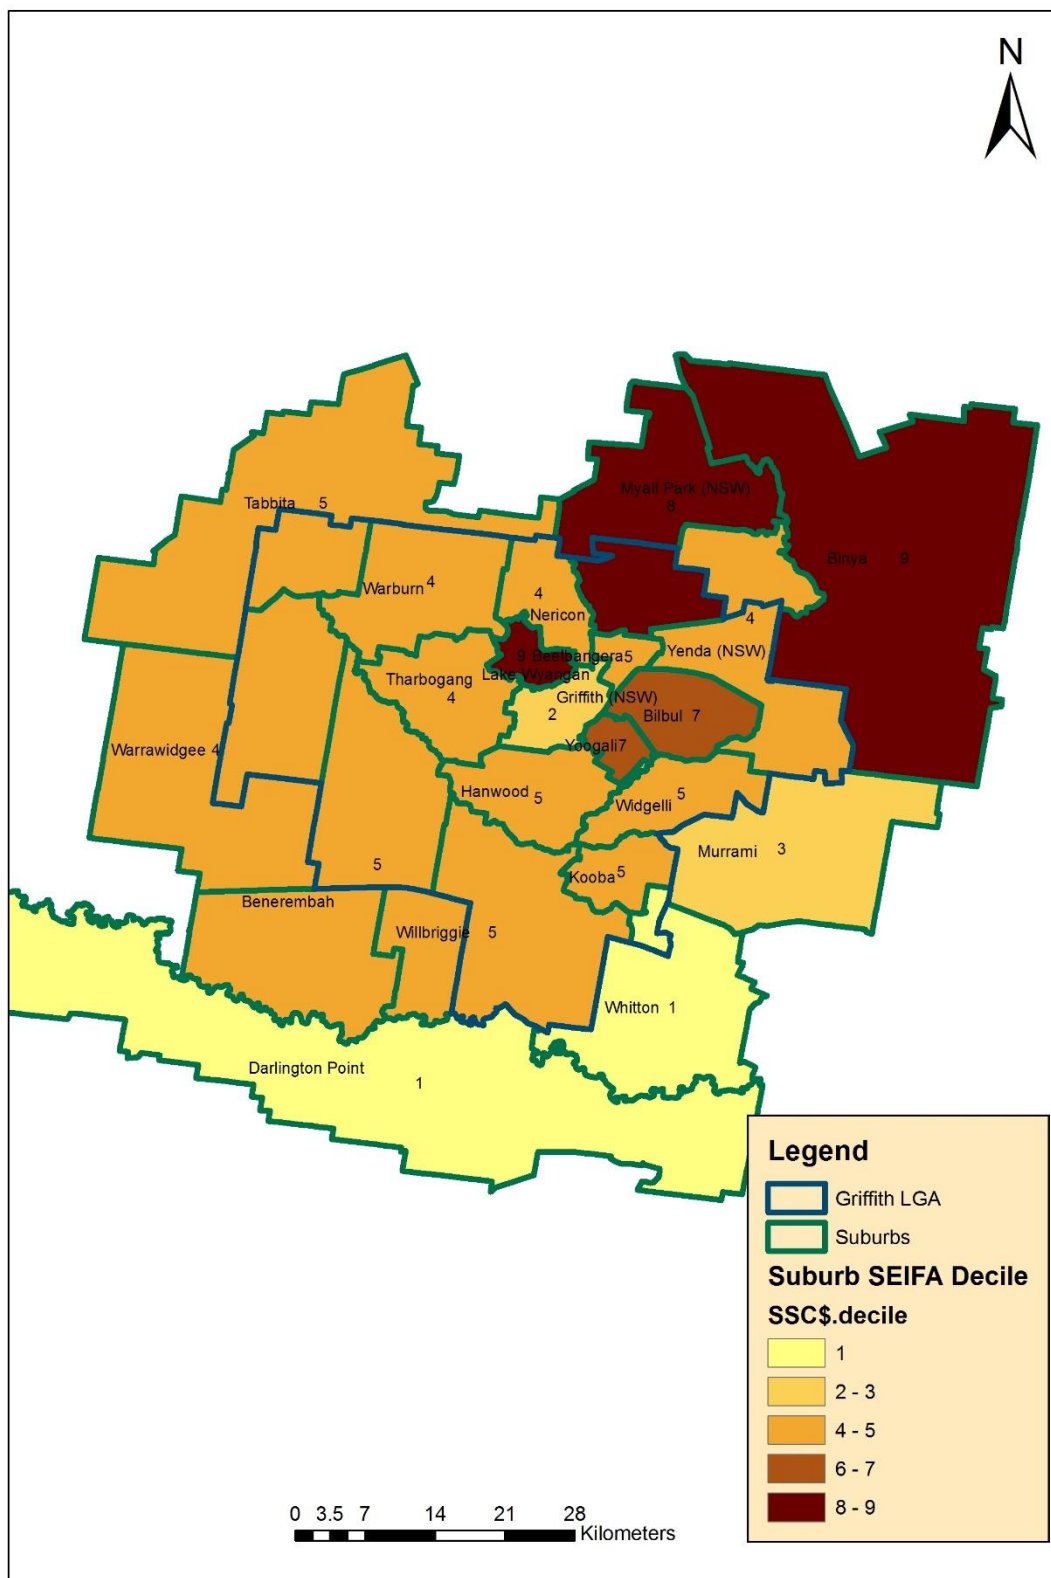 N
Myall Park (NSW)
8
Tabbita 5
Binya 9
Warburn 4
4
Nericon
4
Yenda (NSW)
9 Beelbangera 5
Lake Wyangan
Tharbogang
4
Griffith (NSW)
2
Bilbul 7
Yoogali 7
Warrawidgee 4
Hanwood 5
Widgelli 5
Murrami 3
Kooba 5
5
Benerembah
Willbriggie 5
Whitton 1
Darlington Point 1
Legend
Griffith LGA
Suburbs
Suburb SEIFA Decile
SSC$.decile
1
2 - 3
4 - 5
6 - 7
8 - 9
0 3.5 7 14 21 28
Kilometers